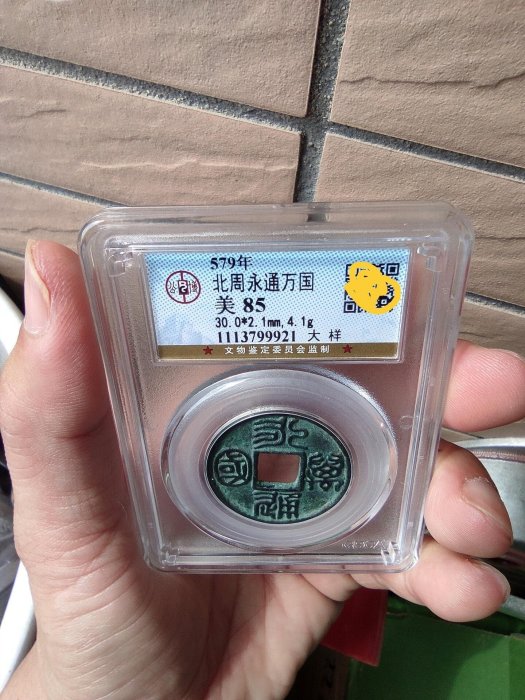 579年
北周永通万国
美 85
30.0*2.1mm, 4.1g
1113799921 大样
★ 文物鉴定委员会监制 ★
永
國 萬
通